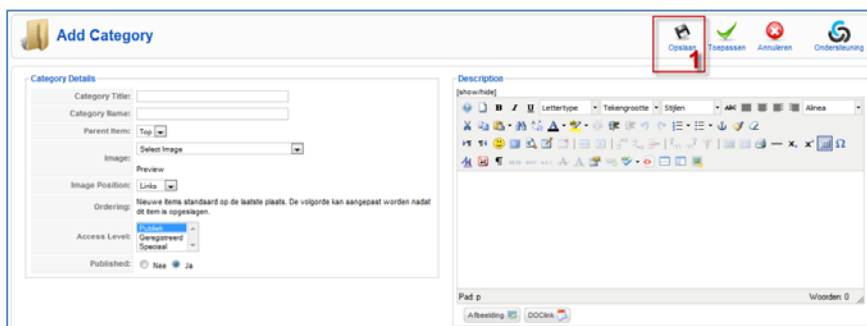 Add Category
Opslaan Toepassen Annuleren Ondersteuning
1
Category Details
Category Title:
Category Name:
Parent Item: Top
Image: Select Image
Preview
Image Position: Links
Ordering: Nieuwe items standaard op de laatste plaats. De volgorde kan aangepast worden nadat
dit item is opgeslagen.
Access Level: Publiek
Geregistreerd
Speciaal
Published: Nee Ja
Description
[show/hide]
B I U Lettertype Tekengrootte Stijlen ABC Alinea
Pad: p Woorden: 0
Afbeelding DOClink